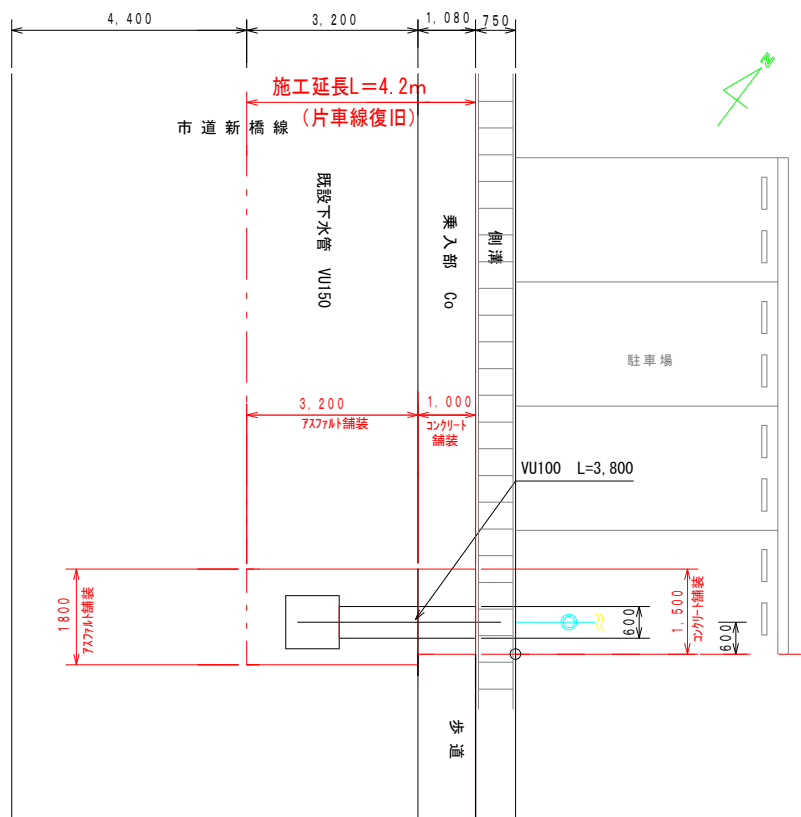 4,400
3,200
1,080
750
施工延長L=4.2m
(片車線復旧)
N
市道新橋線
既設下水管 VU150
乗入部 Co
側溝
駐車場
3,200
アスファルト舗装
1,000
コンクリート
舗装
VU100 L=3,800
1800
アスファルト舗装
600
1,500
コンクリート舗装
600
歩道